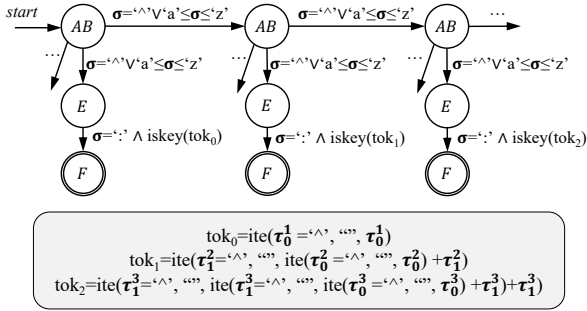 start AB σ=‘^’∨‘a’≤σ≤‘z’ AB σ=‘^’∨‘a’≤σ≤‘z’ AB ...
... σ=‘^’∨‘a’≤σ≤‘z’ ... σ=‘^’∨‘a’≤σ≤‘z’ ... σ=‘^’∨‘a’≤σ≤‘z’
E E E
σ=‘:’ ∧ iskey(tok₀) σ=‘:’ ∧ iskey(tok₁) σ=‘:’ ∧ iskey(tok₂)
F F F
tok₀=ite(τ₀¹ =‘^’, “”, τ₀¹)
tok₁=ite(τ₁²=‘^’, “”, ite(τ₀² =‘^’, “”, τ₀²) +τ₁²)
tok₂=ite(τ₁³=‘^’, “”, ite(τ₁³=‘^’, “”, ite(τ₀³ =‘^’, “”, τ₀³) +τ₁³)+τ₁³)